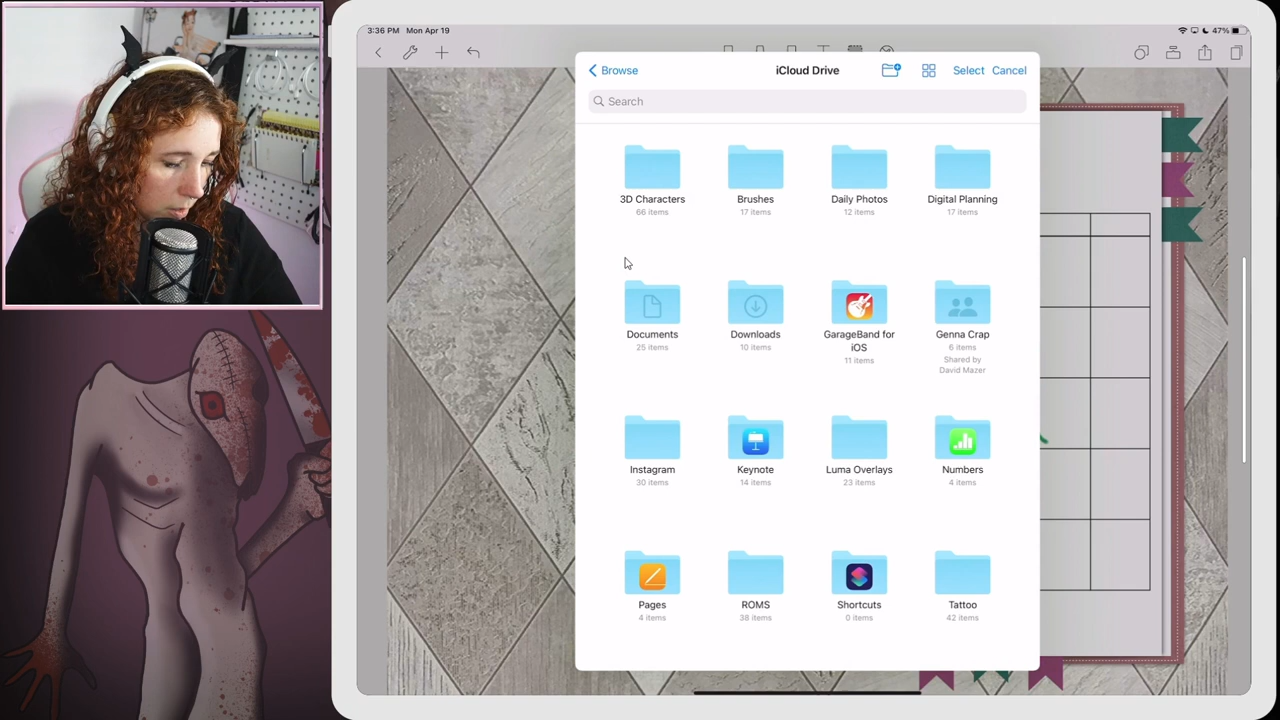 3:36 PM Mon Apr 19
47%
Browse
iCloud Drive
Select Cancel
Search
3D Characters
66 items
Brushes
17 items
Daily Photos
12 items
Digital Planning
17 items
Documents
25 items
Downloads
10 items
GarageBand for
iOS
11 items
Genna Crap
6 items
Shared by
David Mazer
Instagram
30 items
Keynote
14 items
Luma Overlays
23 items
Numbers
4 items
Pages
4 items
ROMS
38 items
Shortcuts
0 items
Tattoo
42 items